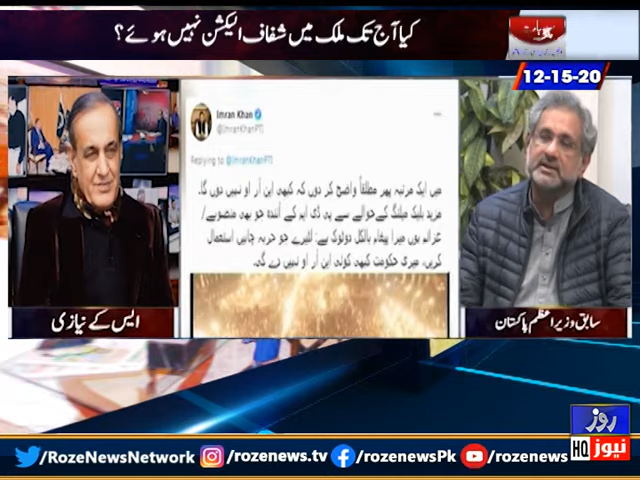 کیا آج تک ملک میں شفاف الیکشن نہیں ہوئے؟
12-15-20
Imran Khan
@ImranKhanPTI
Replying to @ImranKhanPTI
میں ایک مرتبہ پھر مطلقاً واضح کر دوں کہ کبھی این آر او نہیں دوں گا۔
مزید بلیک میلنگ کے حوالے سے پی ڈی ایم کے آئندہ جو بھی منصوبے/
عزائم ہوں میرا پیغام بالکل دوٹوک ہے: لٹیرے جو حربہ چاہیں استعمال
کریں، میری حکومت کبھی کوئی این آر او نہیں دے گی۔
ایس کے نیازی
سابق وزیر اعظم پاکستان
روز
HQ نیوز
/RozeNewsNetwork
/rozenews.tv
/rozenewsPk
/rozenews